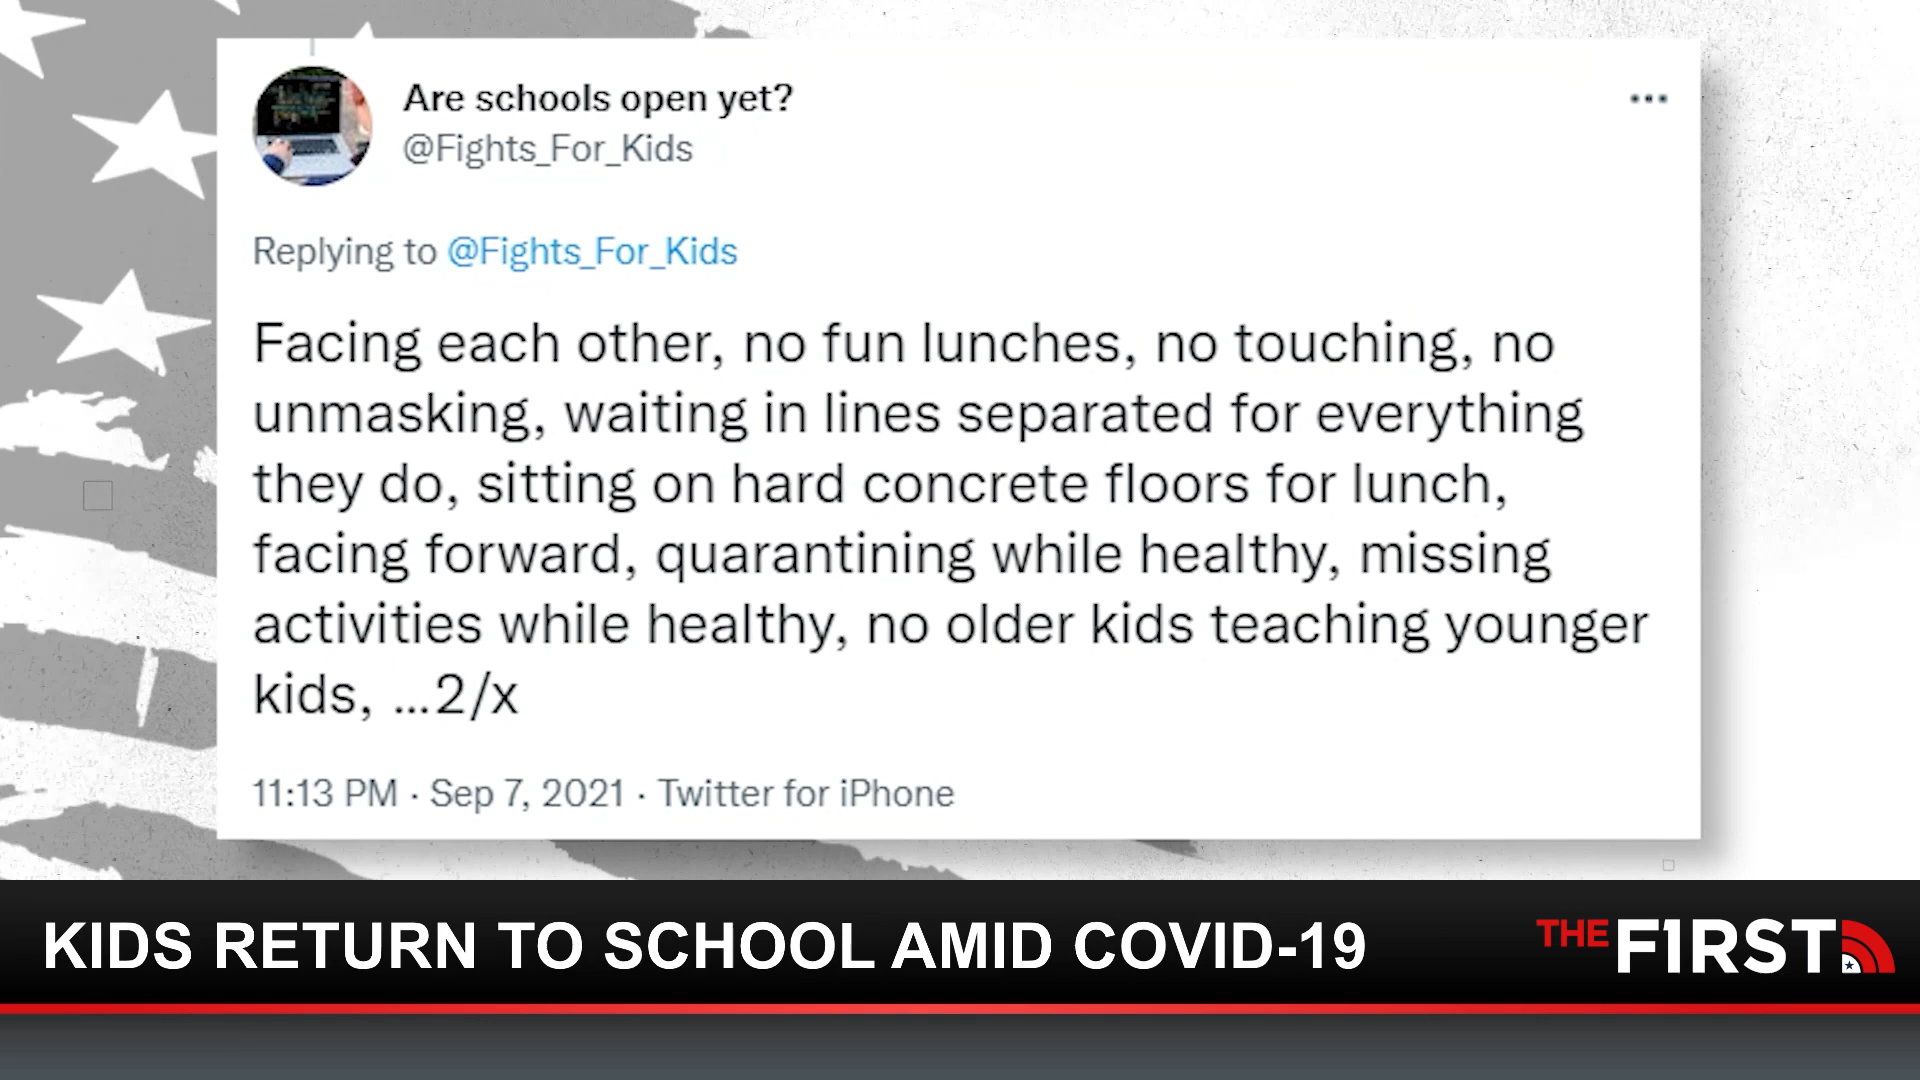 Are schools open yet?
@Fights_For_Kids
Replying to @Fights_For_Kids
Facing each other, no fun lunches, no touching, no
unmasking, waiting in lines separated for everything
they do, sitting on hard concrete floors for lunch,
facing forward, quarantining while healthy, missing
activities while healthy, no older kids teaching younger
kids, ...2/x
11:13 PM · Sep 7, 2021 · Twitter for iPhone
KIDS RETURN TO SCHOOL AMID COVID-19
THE F1RST